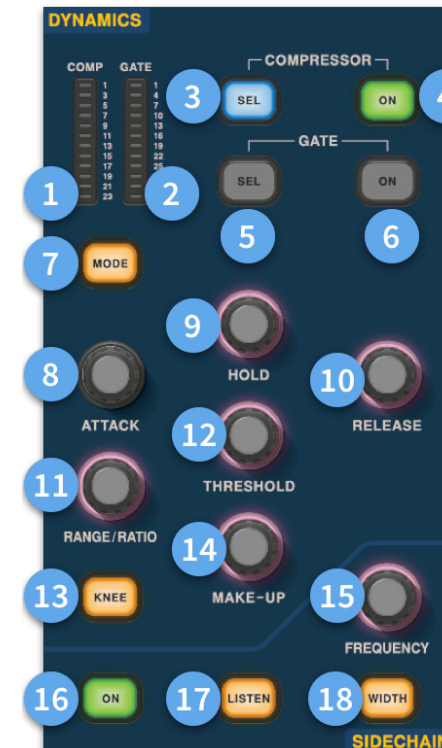 DYNAMICS
COMP GATE
COMPRESSOR
1 1
3 4
5 7
7 10
9 13
11 16
13 19
15 22
17 25
19
21
23
3 SEL ON 4
GATE
SEL ON
1 2 5 6
7 MODE
9
HOLD
8 10
ATTACK RELEASE
12
THRESHOLD
11
RANGE/RATIO
14
MAKE-UP
13 KNEE 15
FREQUENCY
16 ON 17 LISTEN 18 WIDTH